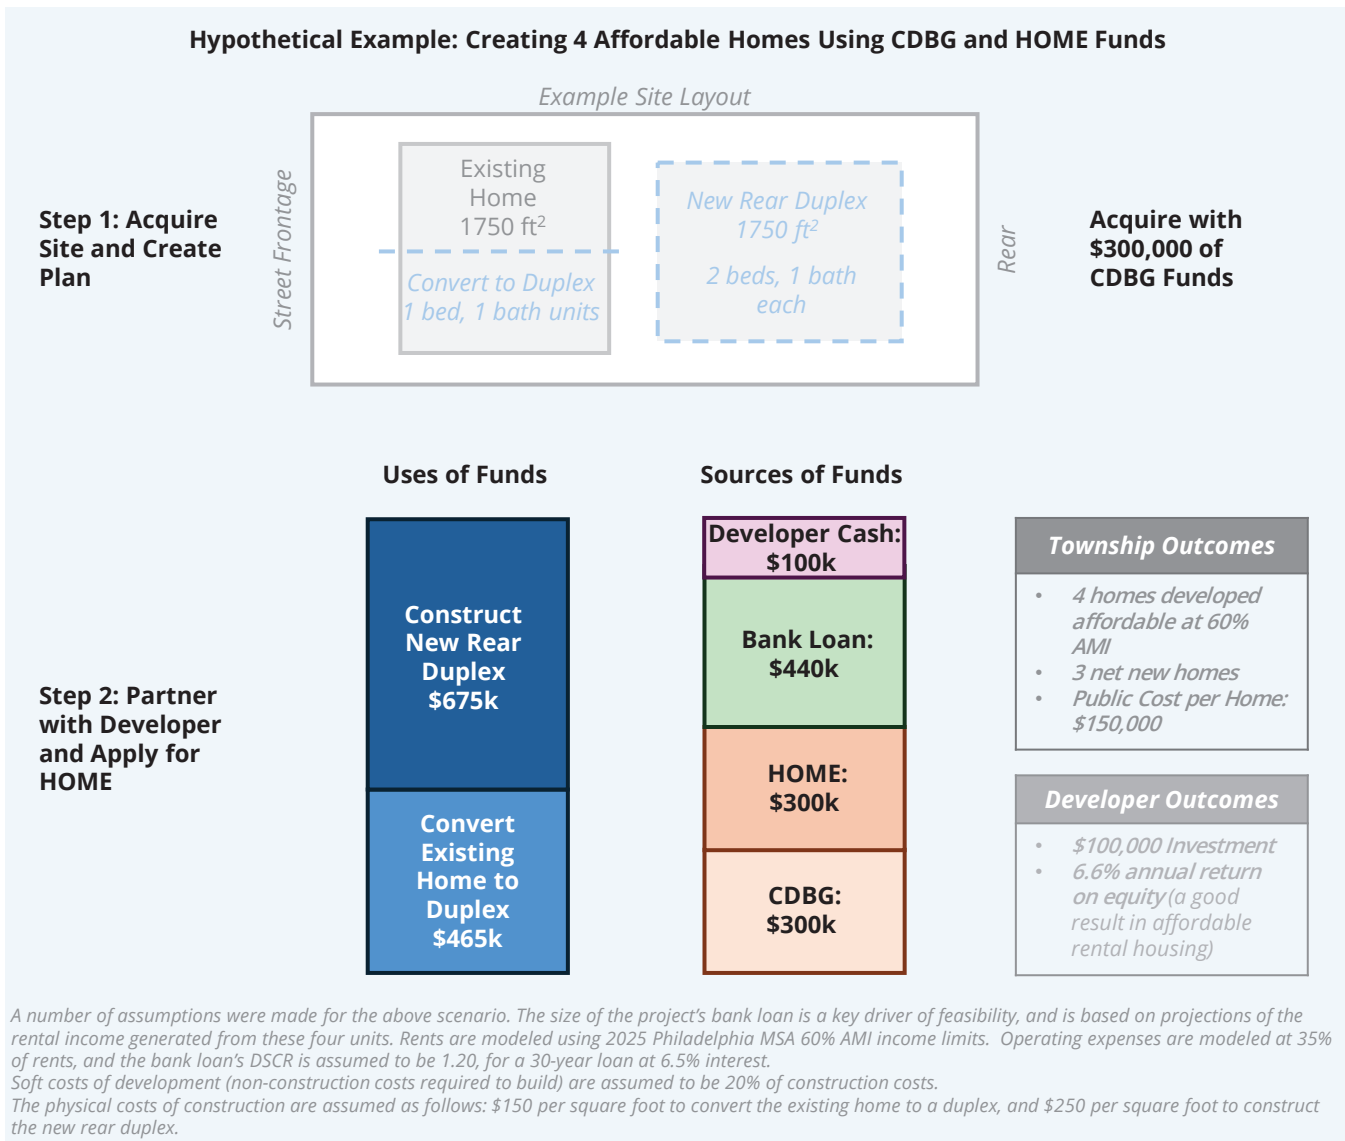 Hypothetical Example: Creating 4 Affordable Homes Using CDBG and HOME Funds
Example Site Layout
Step 1: Acquire
Site and Create
Plan
Street Frontage
Existing
Home
1750 ft²
Convert to Duplex
1 bed, 1 bath units
New Rear Duplex
1750 ft²
2 beds, 1 bath
each
Rear
Acquire with
$300,000 of
CDBG Funds
Step 2: Partner
with Developer
and Apply for
HOME
Uses of Funds
Construct
New Rear
Duplex
$675k
Convert
Existing
Home to
Duplex
$465k
Sources of Funds
Developer Cash:
$100k
Bank Loan:
$440k
HOME:
$300k
CDBG:
$300k
Township Outcomes
• 4 homes developed
affordable at 60%
AMI
• 3 net new homes
• Public Cost per Home:
$150,000
Developer Outcomes
• $100,000 Investment
• 6.6% annual return
on equity (a good
result in affordable
rental housing)
A number of assumptions were made for the above scenario. The size of the project's bank loan is a key driver of feasibility, and is based on projections of the
rental income generated from these four units. Rents are modeled using 2025 Philadelphia MSA 60% AMI income limits. Operating expenses are modeled at 35%
of rents, and the bank loan's DSCR is assumed to be 1.20, for a 30-year loan at 6.5% interest.
Soft costs of development (non-construction costs required to build) are assumed to be 20% of construction costs.
The physical costs of construction are assumed as follows: $150 per square foot to convert the existing home to a duplex, and $250 per square foot to construct
the new rear duplex.